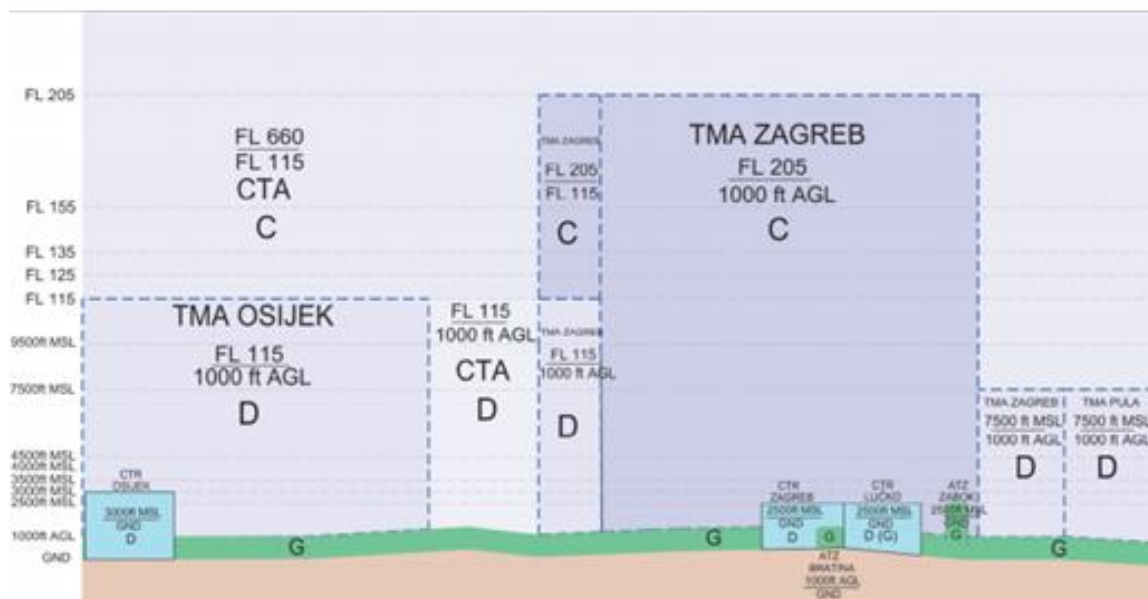 FL 205
FL 155
FL 135
FL 125
FL 115
9500ft MSL
7500ft MSL
4500ft MSL
4000ft MSL
3500ft MSL
3000ft MSL
2500ft MSL
1000ft AGL
GND
FL 660
FL 115
CTA
C
TMA OSIJEK
FL 115
1000 ft AGL
D
CTR
OSIJEK
3000ft MSL
GND
D
G
FL 115
1000 ft AGL
CTA
D
TMA ZAGREB
FL 205
FL 115
C
TMA ZAGREB
FL 115
1000 ft AGL
D
TMA ZAGREB
FL 205
1000 ft AGL
C
G
CTR
ZAGREB
2500ft MSL
GND
D
G
ATZ
BRATINA
1000ft AGL
GND
CTR
LUČKO
2500ft MSL
GND
D (G)
ATZ
ZABOK
2500ft MSL
GND
G
TMA ZAGREB
7500 ft MSL
1000 ft AGL
D
TMA PULA
7500 ft MSL
1000 ft AGL
D
G